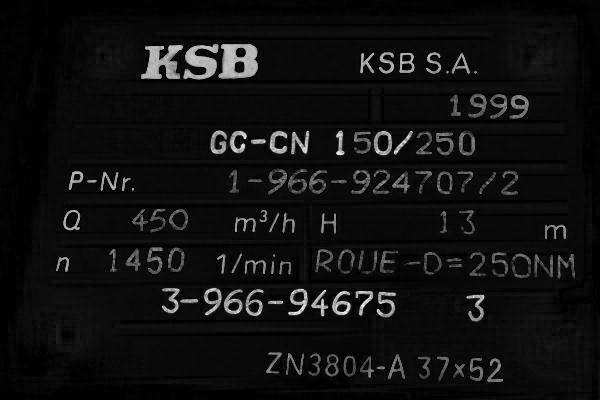 KSB KSB S.A.
1999
GC-CN 150/250
P-Nr. 1-966-924707/2
Q 450 m³/h H 13 m
n 1450 1/min ROUE-D=250NM
3-966-94675 3
ZN3804-A 37×52